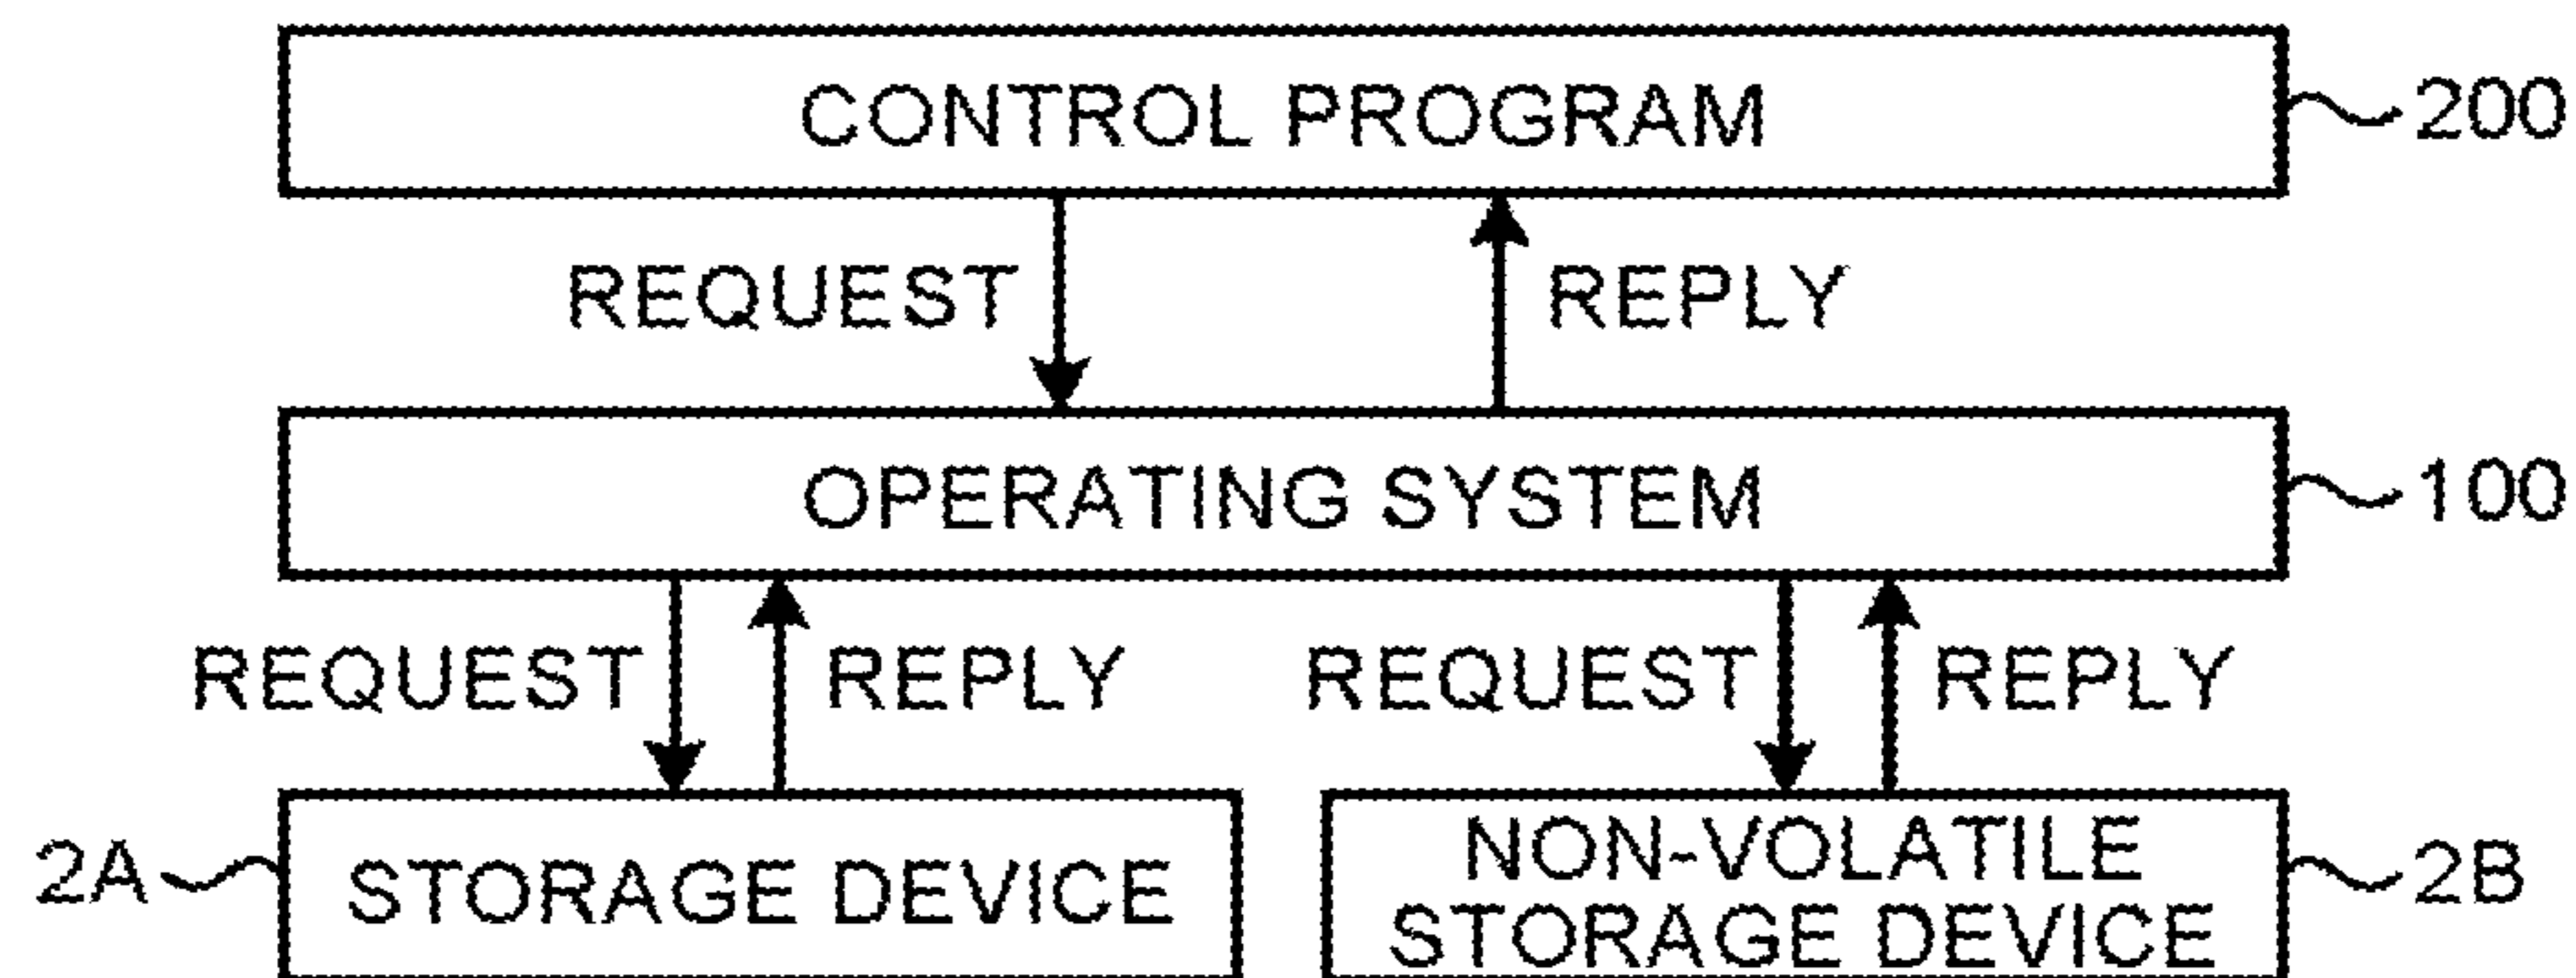 CONTROL PROGRAM
200
REQUEST
REPLY
OPERATING SYSTEM
100
REQUEST
REPLY
REQUEST
REPLY
2A
STORAGE DEVICE
NON-VOLATILE
STORAGE DEVICE
2B